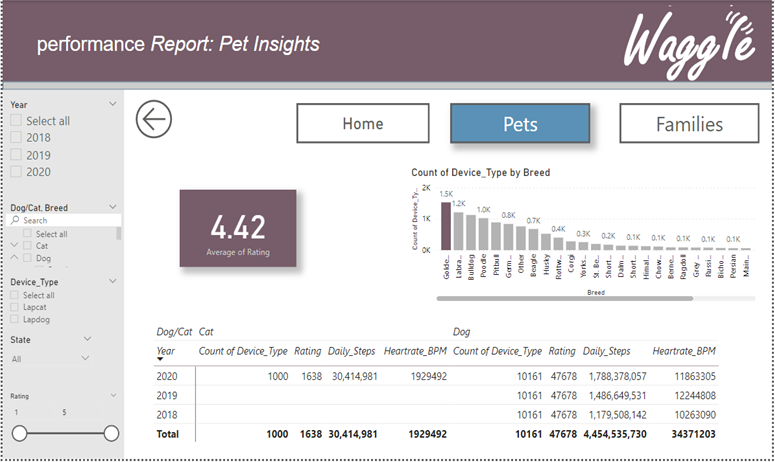 performance Report: Pet Insights
Waggle
Year
Select all
2018
2019
2020
Home
Pets
Families
4.42
Average of Rating
Count of Device_Type by Breed
Count of Device_Ty...
2K
1K
0K
1.5K
1.2K
1.0K
0.8K
0.7K
0.4K
0.3K
0.2K
0.1K
0.1K
0.1K
0.1K
0.1K
Golde...
Labra...
Bulldog
Poodle
Pitbull
Germ...
Other
Beagle
Husky
Rottw...
Corgi
Yorks...
St. Be...
Short...
Dalm...
Short...
Himal...
Chow...
Berne...
Ragdoll
Grey ...
Russi...
Bicho...
Persian
Main...
Breed
Dog/Cat, Breed
Search
Select all
Cat
Dog
Device_Type
Select all
Lapcat
Lapdog
State
All
Rating
1 5
Dog/Cat Cat Dog
Year Count of Device_Type Rating Daily_Steps Heartrate_BPM Count of Device_Type Rating Daily_Steps Heartrate_BPM
2020 1000 1638 30,414,981 1929492 10161 47678 1,788,378,057 11863305
2019 10161 47678 1,486,649,531 12244808
2018 10161 47678 1,179,508,142 10263090
Total 1000 1638 30,414,981 1929492 10161 47678 4,454,535,730 34371203